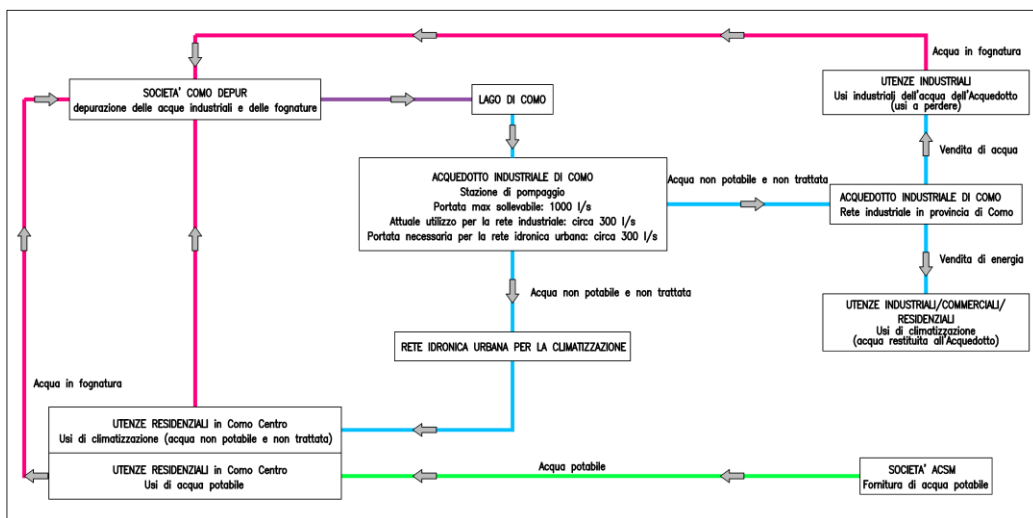 Acqua in fognatura
SOCIETA' COMO DEPUR
depurazione delle acque industriali e delle fognature
LAGO DI COMO
UTENZE INDUSTRIALI
Usi industriali dell'acqua dell'Acquedotto
(usi a perdere)
Vendita di acqua
ACQUEDOTTO INDUSTRIALE DI COMO
Stazione di pompaggio
Portata max sollevabile: 1000 l/s
Attuale utilizzo per la rete industriale: circa 300 l/s
Portata necessaria per la rete idronica urbana: circa 300 l/s
Acqua non potabile e non trattata
ACQUEDOTTO INDUSTRIALE DI COMO
Rete industriale in provincia di Como
Vendita di energia
Acqua non potabile e non trattata
UTENZE INDUSTRIALI/COMMERCIALI/
RESIDENZIALI
Usi di climatizzazione
(acqua restituita all'Acquedotto)
RETE IDRONICA URBANA PER LA CLIMATIZZAZIONE
Acqua in fognatura
UTENZE RESIDENZIALI in Como Centro
Usi di climatizzazione (acqua non potabile e non trattata)
UTENZE RESIDENZIALI in Como Centro
Usi di acqua potabile
Acqua potabile
SOCIETA' ACSM
Fornitura di acqua potabile